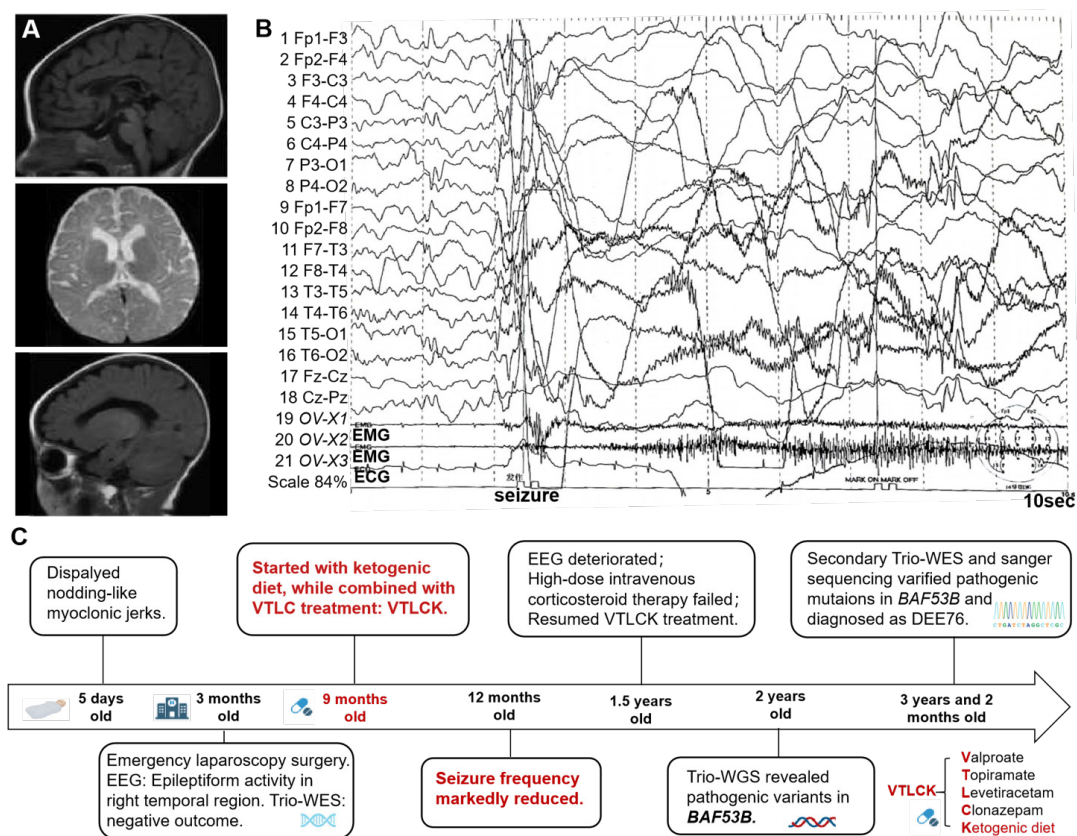 A
B
1 Fp1-F3
2 Fp2-F4
3 F3-C3
4 F4-C4
5 C3-P3
6 C4-P4
7 P3-O1
8 P4-O2
9 Fp1-F7
10 Fp2-F8
11 F7-T3
12 F8-T4
13 T3-T5
14 T4-T6
15 T5-O1
16 T6-O2
17 Fz-Cz
18 Cz-Pz
19 OV-X1
EMG
EMG
20 OV-X2
EMG
EMG
21 OV-X3
ECG
Scale 84%
发作
seizure
5
MARK ON MARK OFF
10sec
10sec
C
Dispalyed
nodding-like
myoclonic jerks.
Started with ketogenic
diet, while combined with
VTLC treatment: VTLCK.
EEG deteriorated;
High-dose intravenous
corticosteroid therapy failed;
Resumed VTLCK treatment.
Secondary Trio-WES and sanger
sequencing varified pathogenic
mutaions in BAF53B and
diagnosed as DEE76.
CTGATCTAGGCTCGC
5 days
old
3 months
old
9 months
old
12 months
old
1.5 years
old
2 years
old
3 years and 2
months old
Emergency laparoscopy surgery.
EEG: Epileptiform activity in
right temporal region. Trio-WES:
negative outcome.
Seizure frequency
markedly reduced.
Trio-WGS revealed
pathogenic variants in
BAF53B.
VTLCK
Valproate
Topiramate
Levetiracetam
Clonazepam
Ketogenic diet